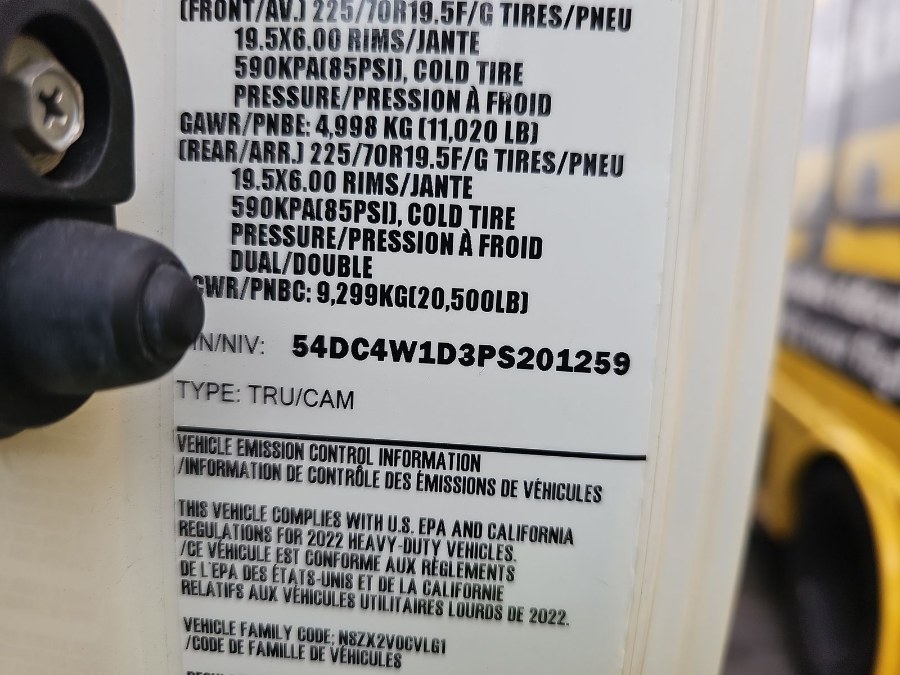 (FRONT/AV.) 225/70R19.5F/G TIRES/PNEU
19.5X6.00 RIMS/JANTE
590KPA(85PSI), COLD TIRE
PRESSURE/PRESSION À FROID
GAWR/PNBE: 4,998 KG (11,020 LB)
(REAR/ARR.) 225/70R19.5F/G TIRES/PNEU
19.5X6.00 RIMS/JANTE
590KPA(85PSI), COLD TIRE
PRESSURE/PRESSION À FROID
DUAL/DOUBLE
GWR/PNBC: 9,299KG(20,500LB)
IN/NIV: 54DC4W1D3PS201259
TYPE: TRU/CAM
VEHICLE EMISSION CONTROL INFORMATION
/INFORMATION DE CONTRÔLE DES ÉMISSIONS DE VÉHICULES
THIS VEHICLE COMPLIES WITH U.S. EPA AND CALIFORNIA
REGULATIONS FOR 2022 HEAVY-DUTY VEHICLES.
/CE VÉHICULE EST CONFORME AUX RÈGLEMENTS
DE L'EPA DES ÉTATS-UNIS ET DE LA CALIFORNIE
RELATIFS AUX VÉHICULES UTILITAIRES LOURDS DE 2022.
VEHICLE FAMILY CODE: NSZX2VOCVLG1
/CODE DE FAMILLE DE VÉHICULES